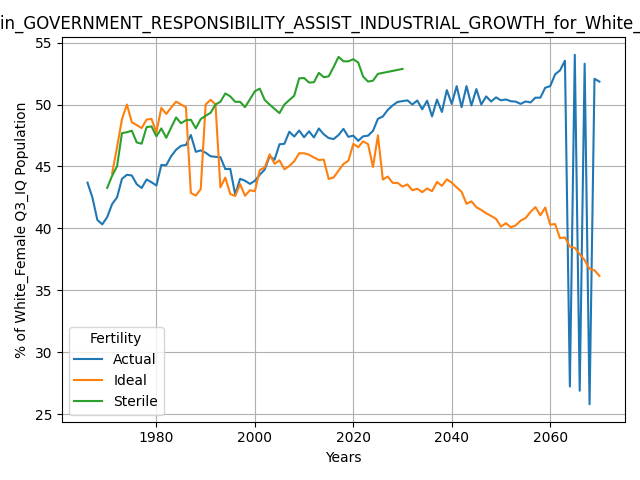 in_GOVERNMENT_RESPONSIBILITY_ASSIST_INDUSTRIAL_GROWTH_for_White_
55
50
45
40
35
30
25
% of White_Female Q3_IQ Population
Fertility
Actual
Ideal
Sterile
1980 2000 2020 2040 2060
Years